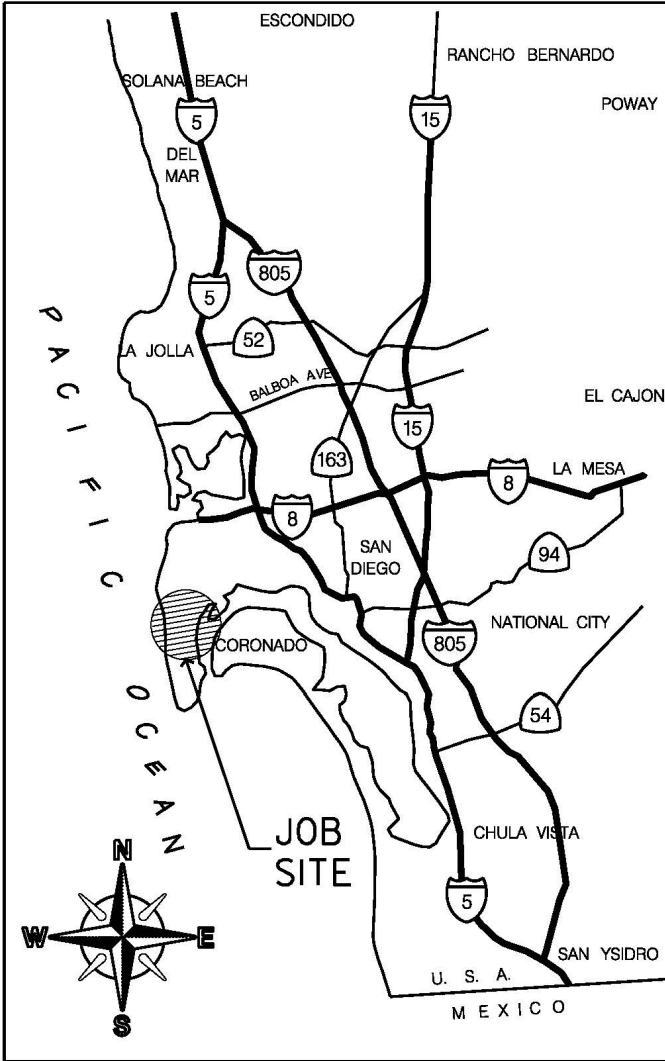 ESCONDIDO
RANCHO BERNARDO
SOLANA BEACH
POWAY
5
15
DEL
MAR
805
5
PACIFIC OCEAN
52
LA JOLLA
BALBOA AVE
EL CAJON
15
163
LA MESA
8
8
SAN
DIEGO
94
NATIONAL CITY
CORONADO
805
54
JOB
SITE
CHULA VISTA
5
N
W
E
S
SAN YSIDRO
U. S. A.
MEXICO